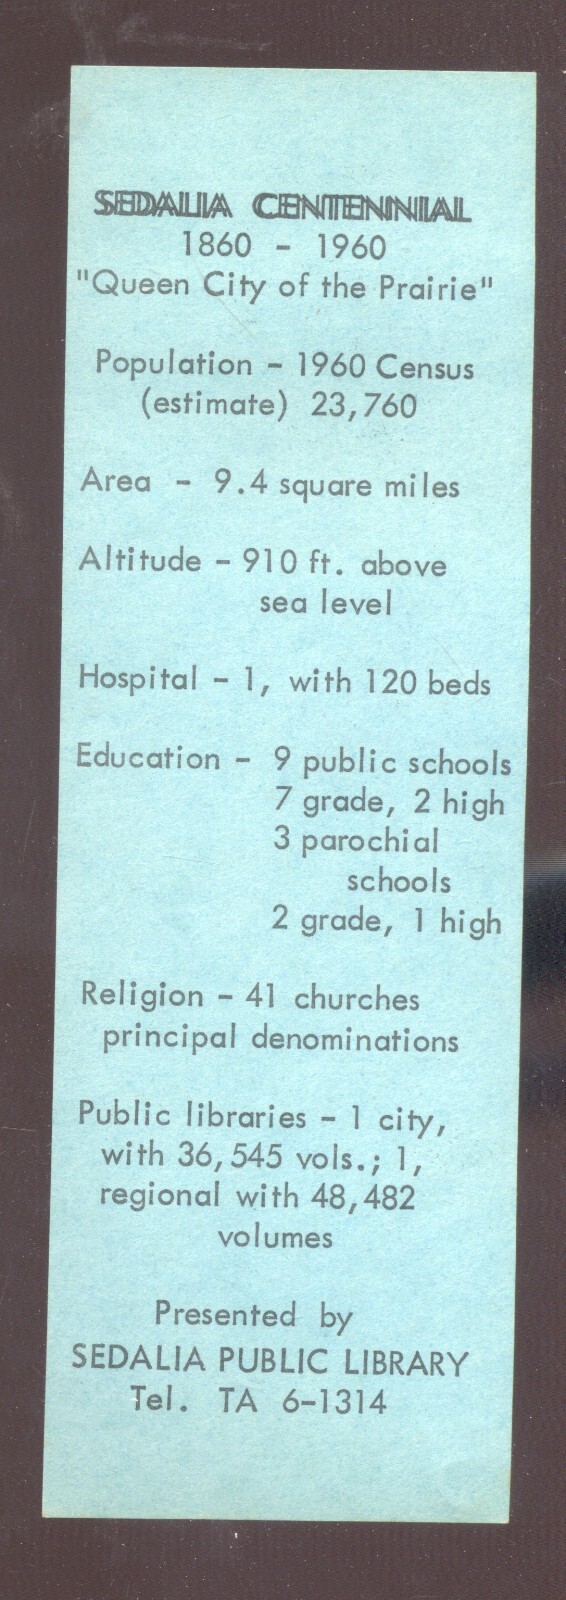 SEDALIA CENTENNIAL
1860 - 1960
"Queen City of the Prairie"
Population - 1960 Census
(estimate) 23,760
Area - 9.4 square miles
Altitude - 910 ft. above
sea level
Hospital - 1, with 120 beds
Education - 9 public schools
7 grade, 2 high
3 parochial
schools
2 grade, 1 high
Religion - 41 churches
principal denominations
Public libraries - 1 city,
with 36,545 vols.; 1,
regional with 48,482
volumes
Presented by
SEDALIA PUBLIC LIBRARY
Tel. TA 6-1314